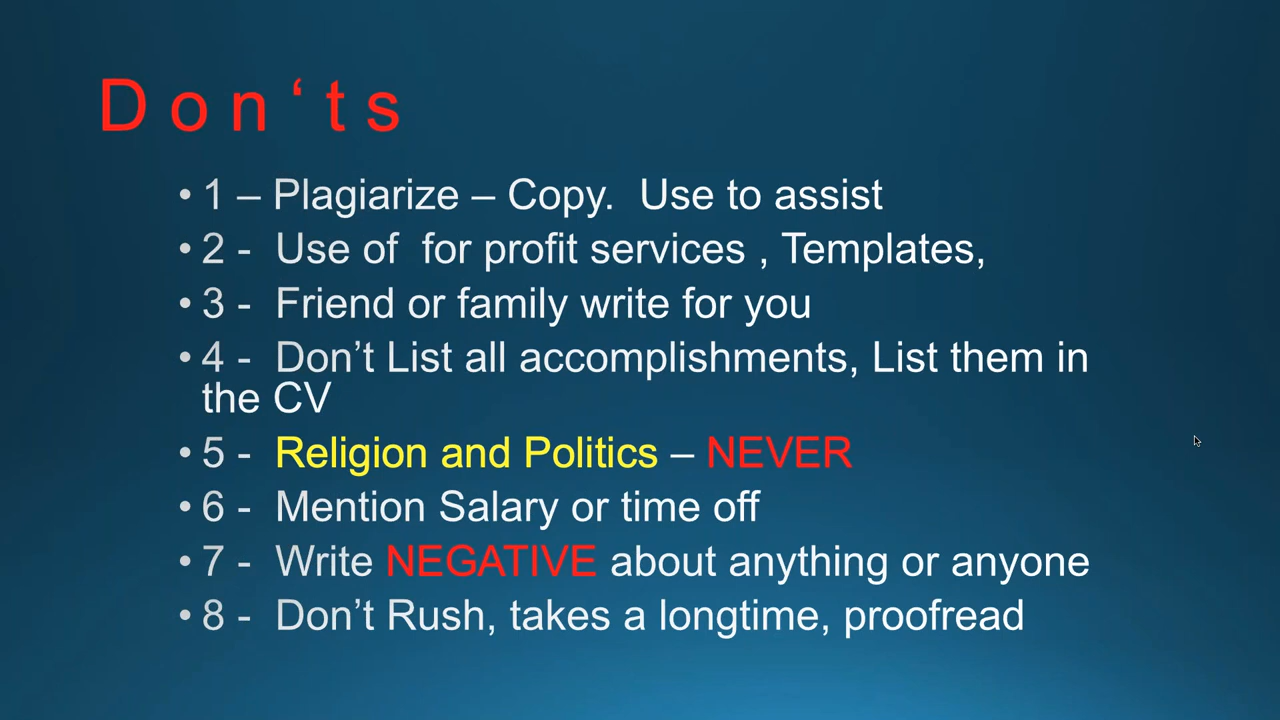 D o n ‘ t s
• 1 – Plagiarize – Copy.  Use to assist
• 2 -  Use of  for profit services , Templates,
• 3 -  Friend or family write for you
• 4 -  Don’t List all accomplishments, List them in
the CV
• 5 -  Religion and Politics – NEVER
• 6 -  Mention Salary or time off
• 7 -  Write NEGATIVE about anything or anyone
• 8 -  Don’t Rush, takes a longtime, proofread